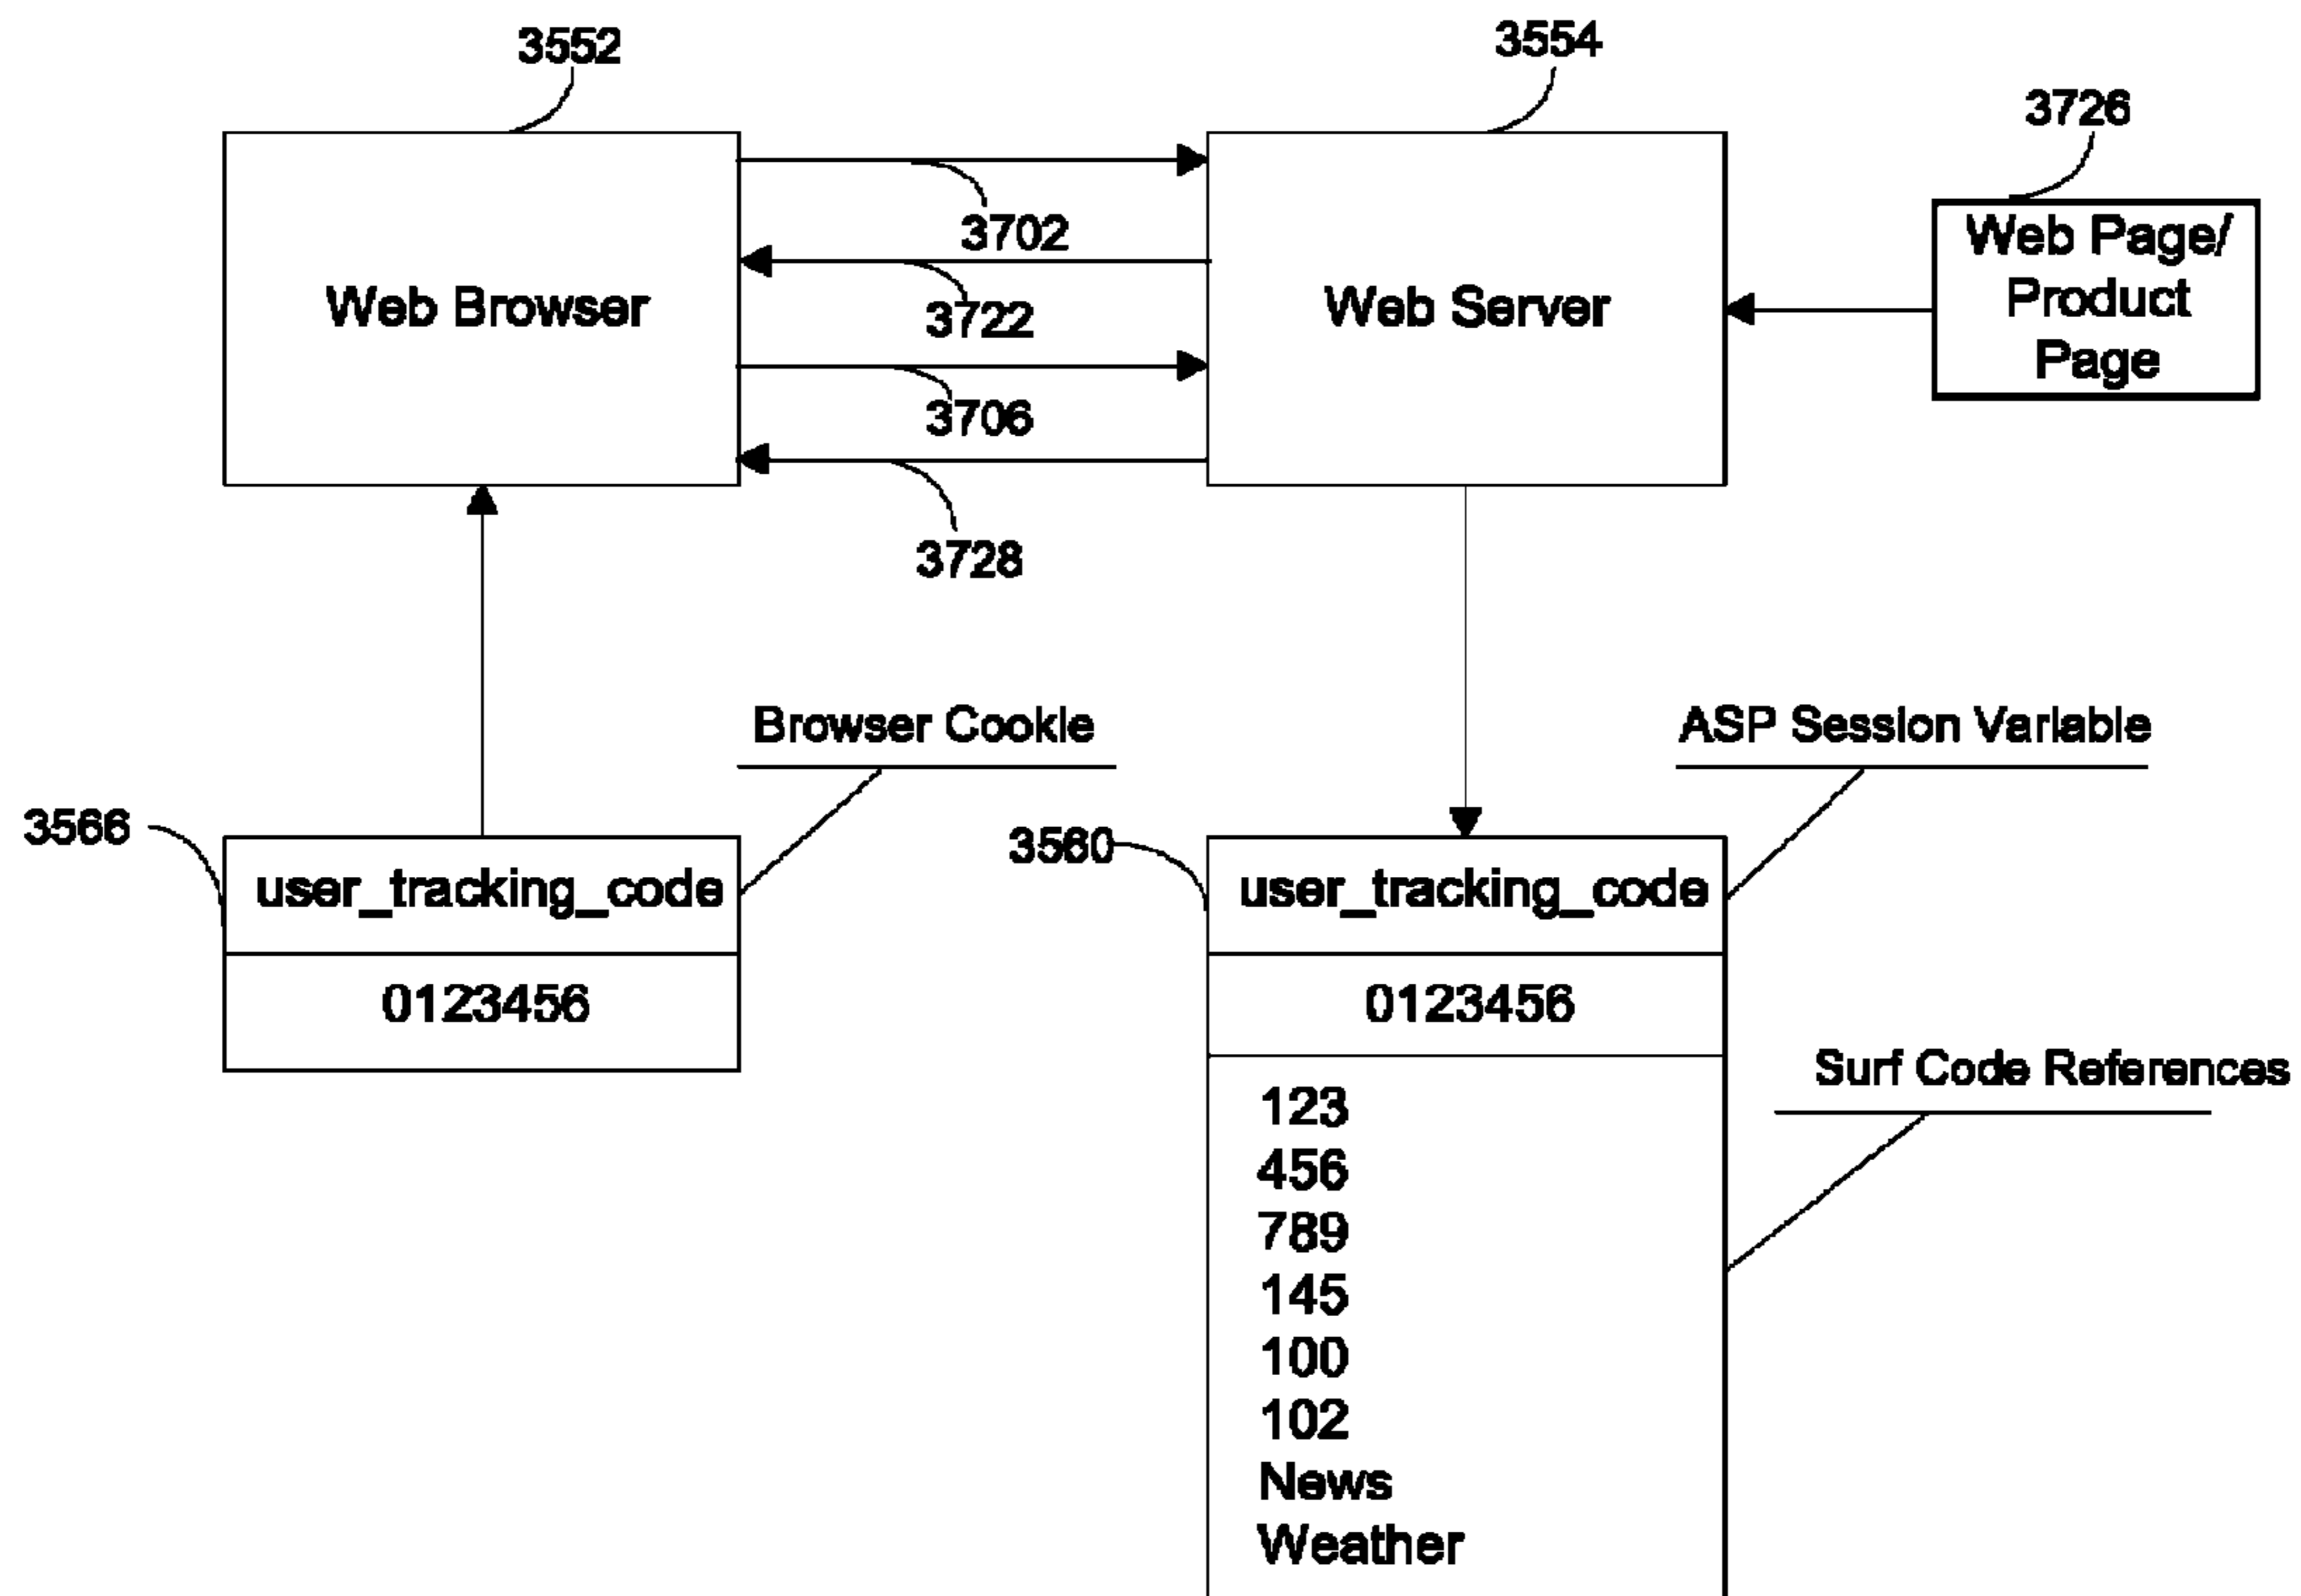 3552
3554
3726
Web Browser
3702
3722
3706
3728
Web Server
Web Page/
Product
Page
Browser Cookie
ASP Session Variable
3566
user_tracking_code
0123456
3560
user_tracking_code
0123456
Surf Code References
123
456
789
145
100
102
News
Weather